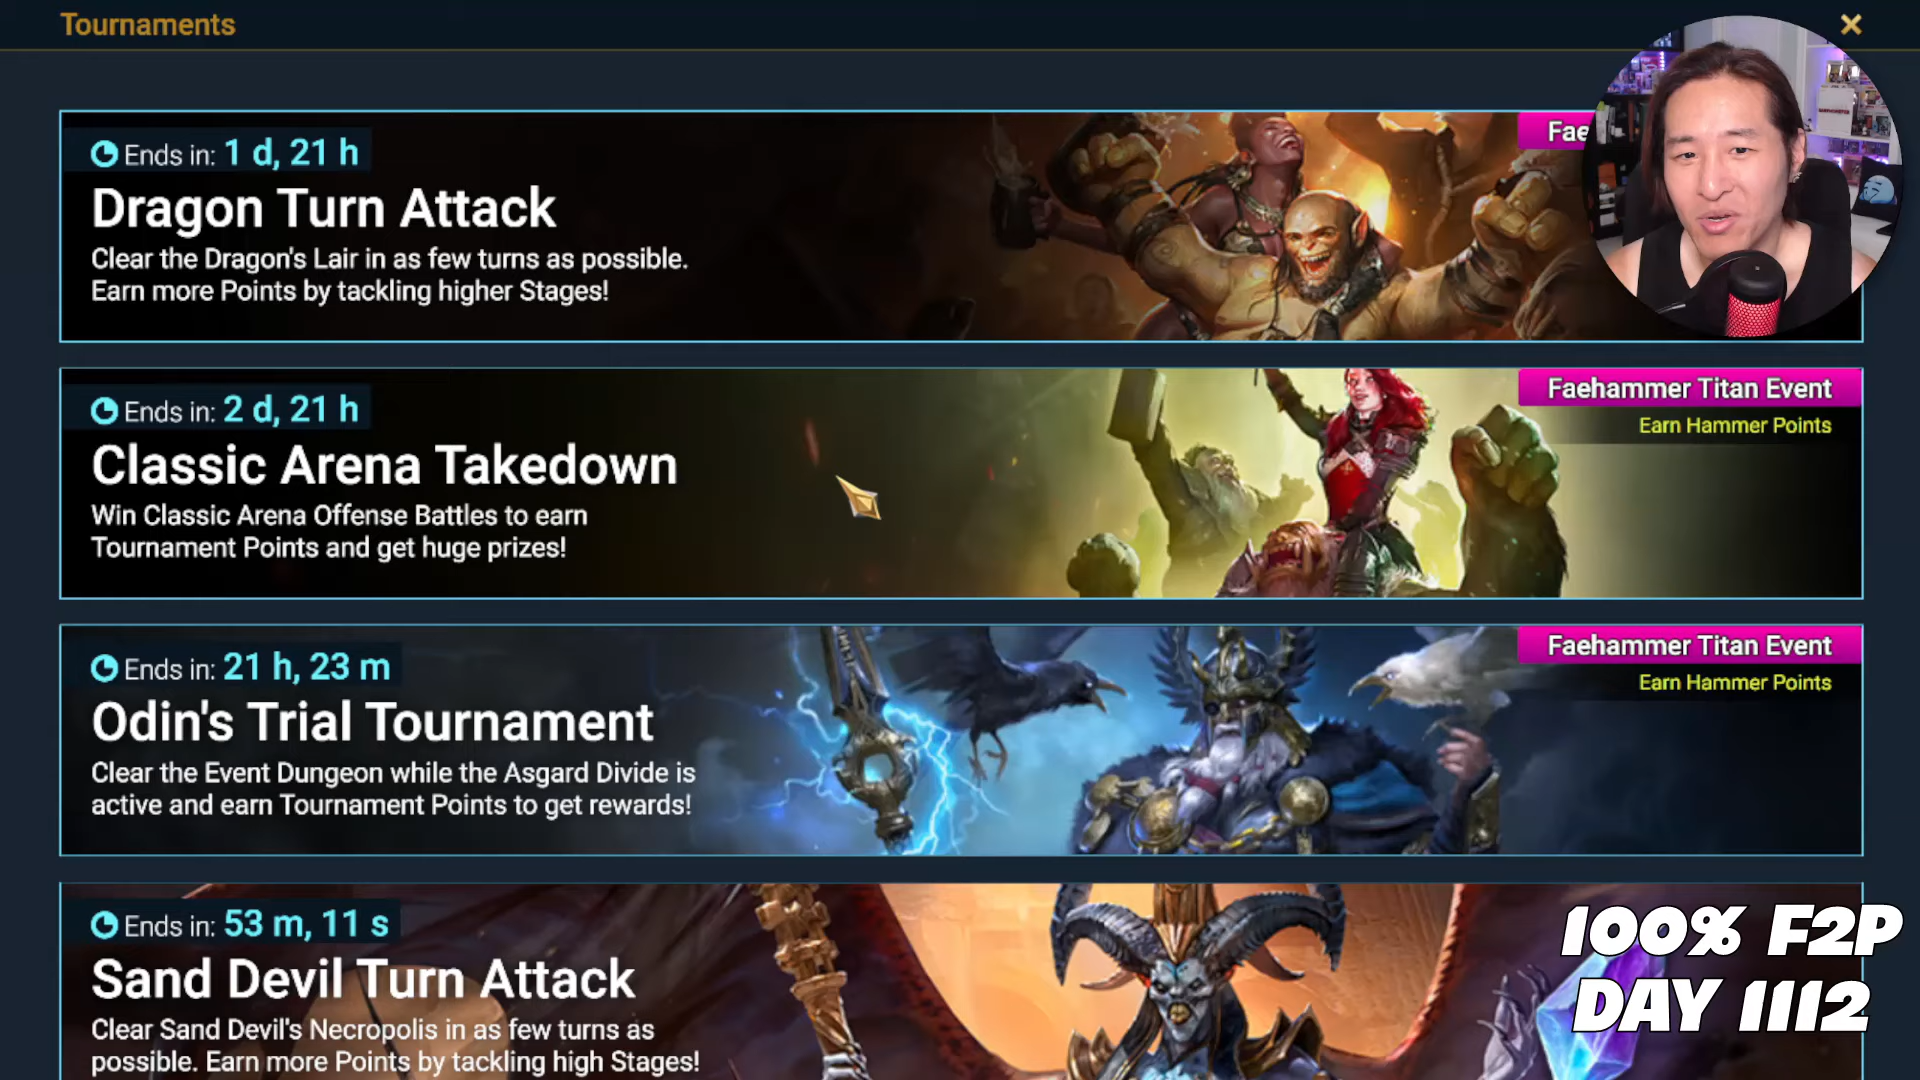 Tournaments
Ends in: 1 d, 21 h
Fae
Dragon Turn Attack
Clear the Dragon's Lair in as few turns as possible.
Earn more Points by tackling higher Stages!
Ends in: 2 d, 21 h
Faehammer Titan Event
Earn Hammer Points
Classic Arena Takedown
Win Classic Arena Offense Battles to earn
Tournament Points and get huge prizes!
Ends in: 21 h, 23 m
Faehammer Titan Event
Earn Hammer Points
Odin's Trial Tournament
Clear the Event Dungeon while the Asgard Divide is
active and earn Tournament Points to get rewards!
Ends in: 53 m, 11 s
Sand Devil Turn Attack
Clear Sand Devil's Necropolis in as few turns as
possible. Earn more Points by tackling high Stages!
100% F2P
DAY 1112